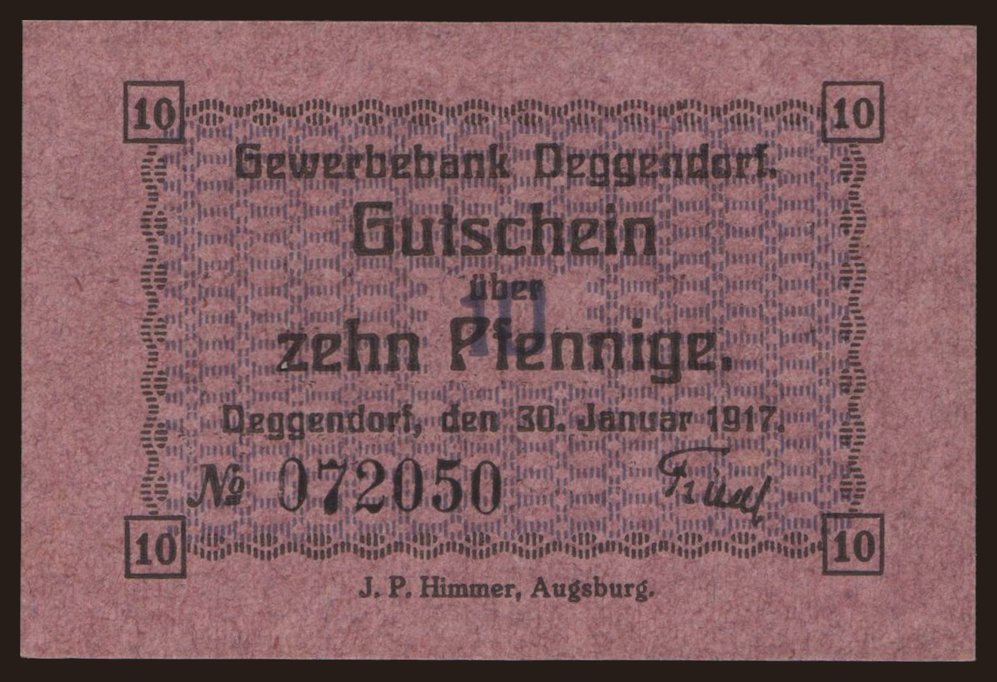 10 10
Gewerbebank Deggendorf.
Gutschein
über
10
zehn Pfennige.
Deggendorf, den 30. Januar 1917.
№ 072050
10 10
J. P. Himmer, Augsburg.